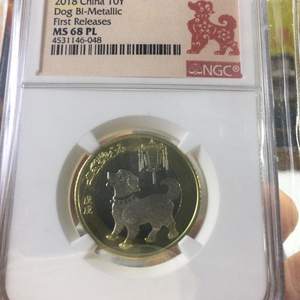 2018 China 10Y
Dog Bi-Metallic
First Releases
MS 68 PL
4531146-048
NGC